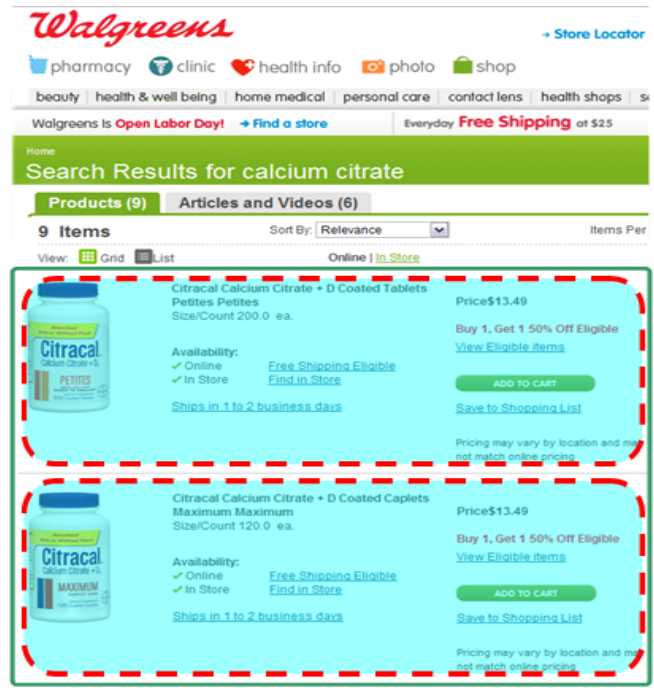 Walgreens
→ Store Locator
pharmacy clinic health info photo shop
beauty health & well being home medical personal care contact lens health shops
Walgreens Is Open Labor Day! → Find a store Everyday Free Shipping at $25
Home
Search Results for calcium citrate
Products (9) Articles and Videos (6)
9 Items Sort By: Relevance Items Per
View: Grid List Online | In Store
Citracal Calcium Citrate + D Coated Tablets
Petites Petites
Size/Count 200.0 ea.
Availability:
✓ Online Free Shipping Eligible
✓ In Store Find in Store
Ships in 1 to 2 business days
Price$13.49
Buy 1, Get 1 50% Off Eligible
View Eligible items
ADD TO CART
Save to Shopping List
Pricing may vary by location and may
not match online pricing
Citracal
Calcium Citrate + D
PETITES
Citracal Calcium Citrate + D Coated Caplets
Maximum Maximum
Size/Count 120.0 ea.
Availability:
✓ Online Free Shipping Eligible
✓ In Store Find in Store
Ships in 1 to 2 business days
Price$13.49
Buy 1, Get 1 50% Off Eligible
View Eligible items
ADD TO CART
Save to Shopping List
Pricing may vary by location and
not match online pricing
Citracal
Calcium Citrate + D
MAXIMUM